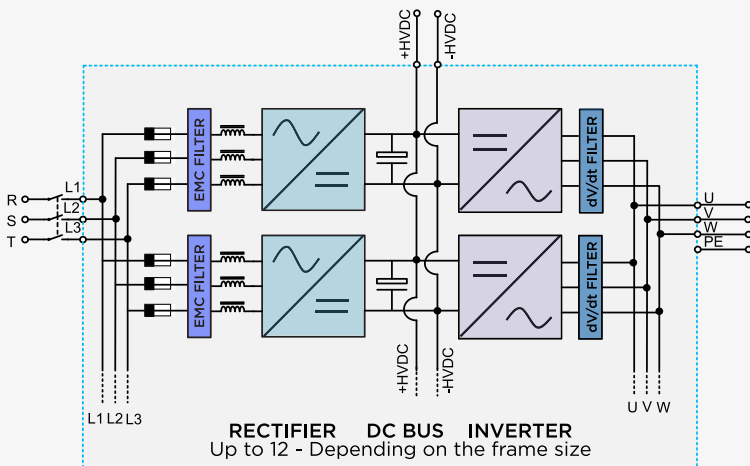 +HVDC
-HVDC
EMC FILTER
dV/dt FILTER
L1
R
L2
S
L3
T
U
V
W
PE
EMC FILTER
dV/dt FILTER
+HVDC
-HVDC
L1 L2 L3
U V W
RECTIFIER DC BUS INVERTER
Up to 12 - Depending on the frame size